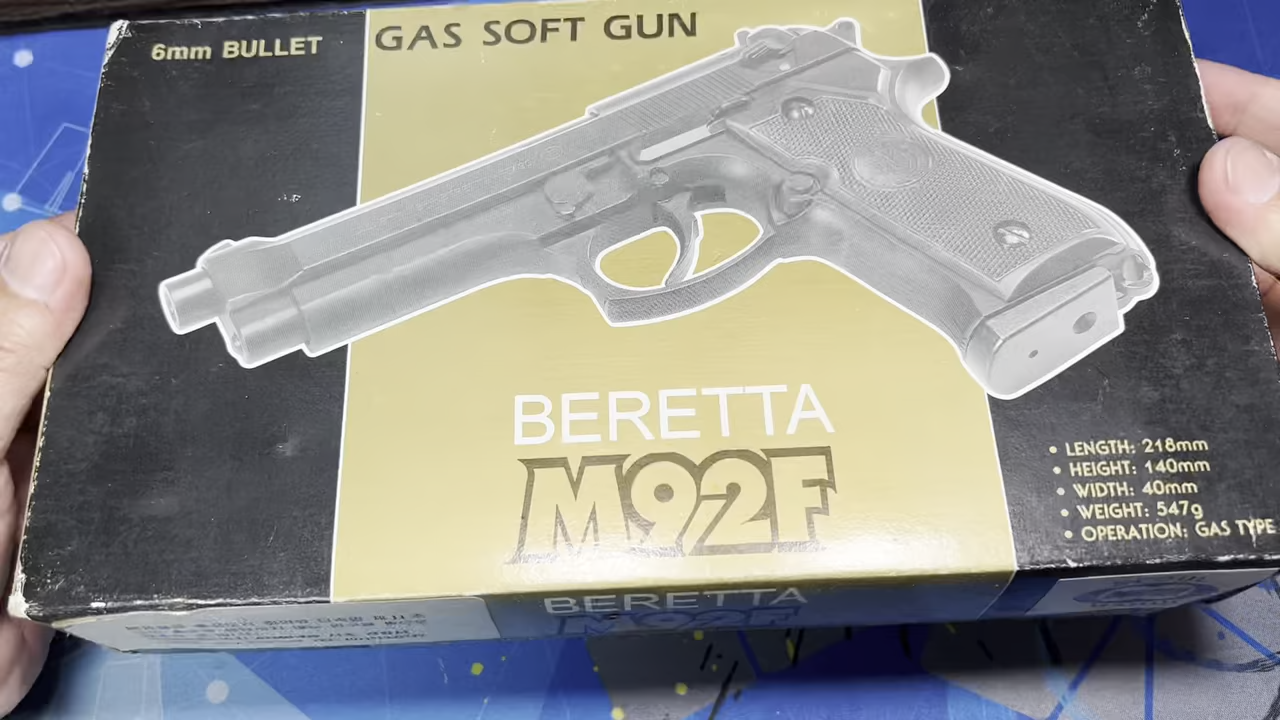 6mm BULLET
GAS SOFT GUN
BERETTA
M92F
• LENGTH: 218mm
• HEIGHT: 140mm
• WIDTH: 40mm
• WEIGHT: 547g
• OPERATION: GAS TYPE
BERETTA
M92F